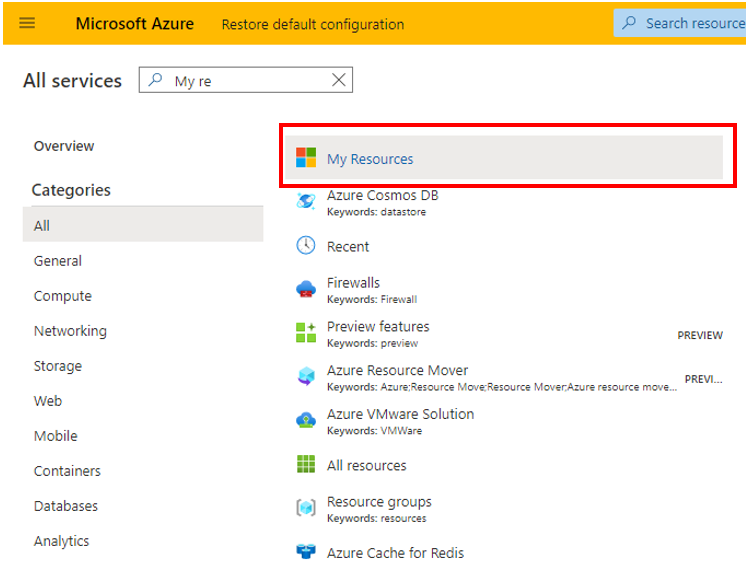 Microsoft Azure
Restore default configuration
Search resource
All services
My re
Overview
Categories
All
General
Compute
Networking
Storage
Web
Mobile
Containers
Databases
Analytics
My Resources
Azure Cosmos DB
Keywords: datastore
Recent
Firewalls
Keywords: Firewall
Preview features
Keywords: preview
PREVIEW
Azure Resource Mover
Keywords: Azure;Resource Move;Resource Mover;Azure resource move...
PREVI...
Azure VMware Solution
Keywords: VMWare
All resources
Resource groups
Keywords: resources
Azure Cache for Redis